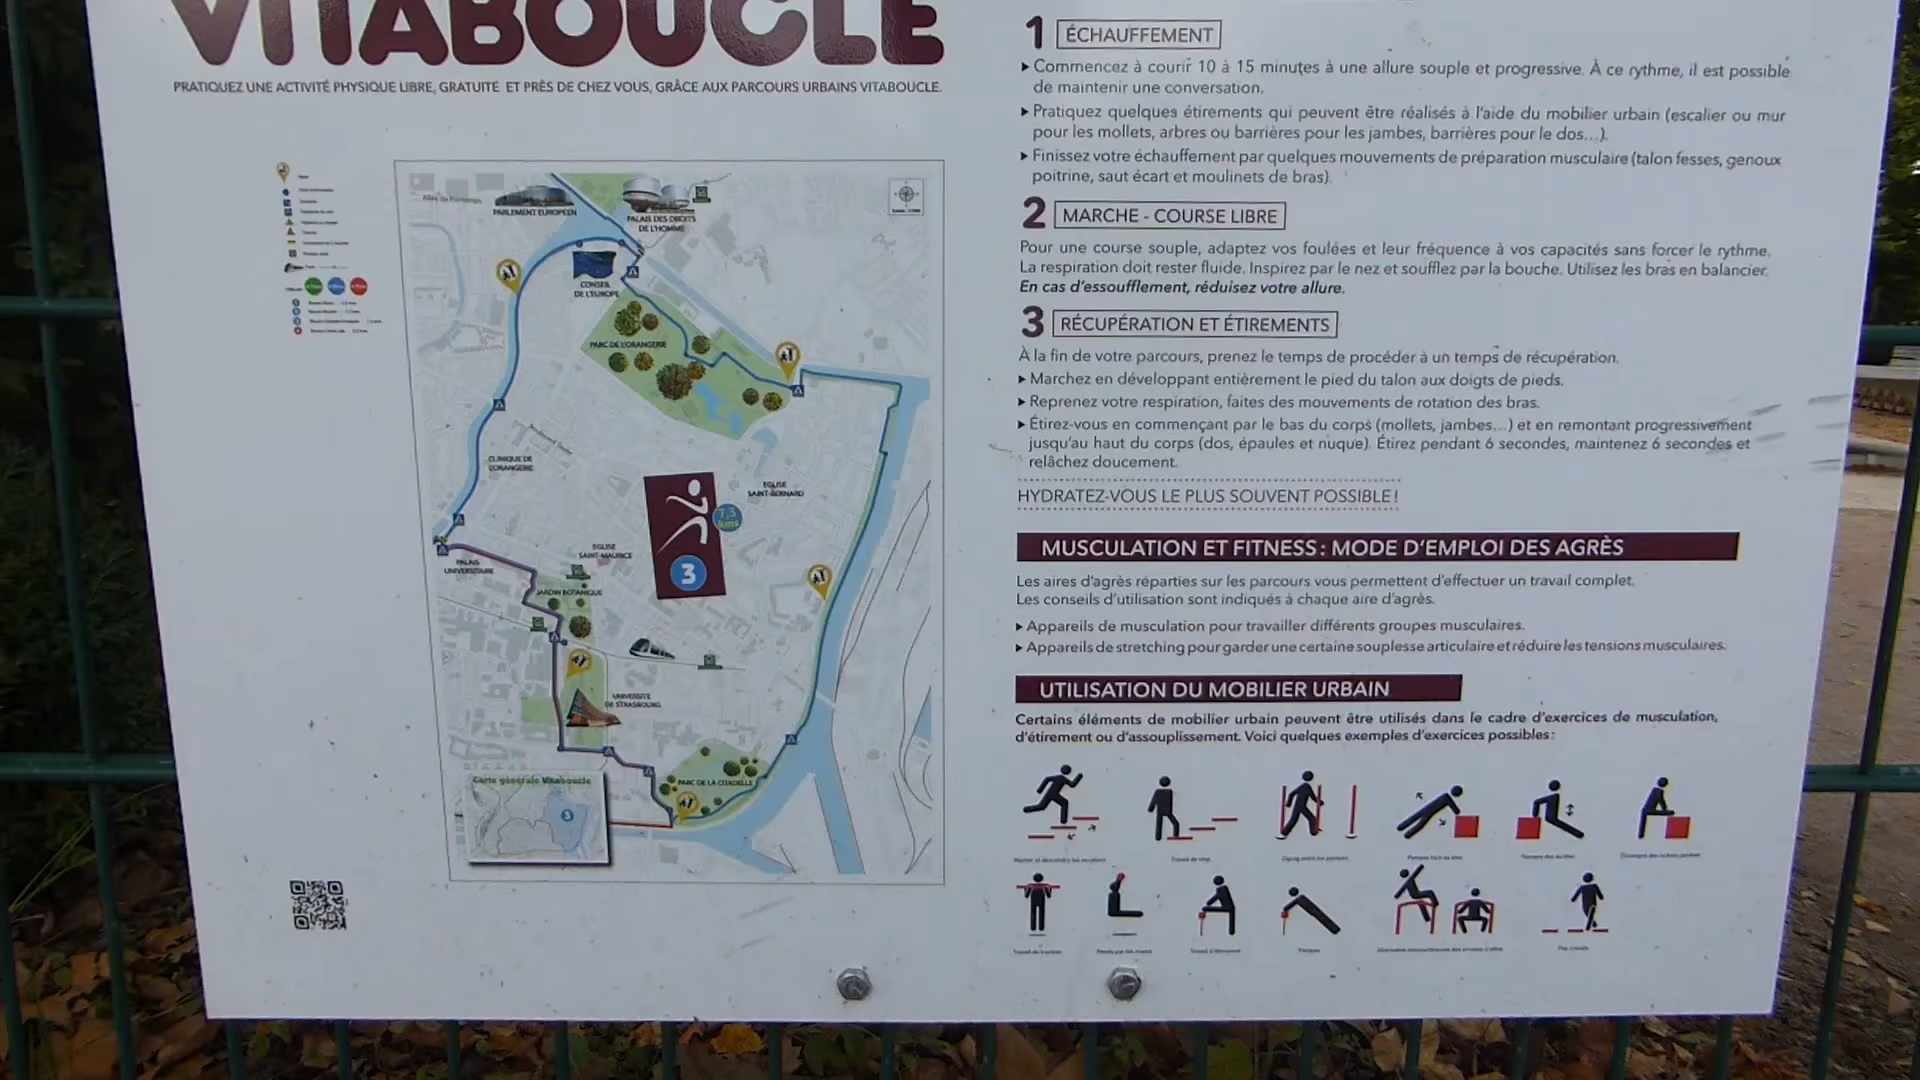 VITABOUCLE
PRATIQUEZ UNE ACTIVITÉ PHYSIQUE LIBRE, GRATUITE ET PRÈS DE CHEZ VOUS, GRÂCE AUX PARCOURS URBAINS VITABOUCLE.
PARLEMENT EUROPEEN
PALAIS DES DROITS
DE L'HOMME
CONSEIL
DE L'EUROPE
PARC DE L'ORANGERIE
CLINIQUE DE
L'ORANGERIE
EGLISE
SAINT-BERNARD
7,3
kms
3
EGLISE
SAINT-MAURICE
PALAIS
UNIVERSITAIRE
JARDIN BOTANIQUE
UNIVERSITE
DE STRASBOURG
PARC DE LA CITADELLE
Carte générale Vitaboucle
3
1 ÉCHAUFFEMENT
Commencez à courir 10 à 15 minutes à une allure souple et progressive. À ce rythme, il est possible
de maintenir une conversation.
Pratiquez quelques étirements qui peuvent être réalisés à l'aide du mobilier urbain (escalier ou mur
pour les mollets, arbres ou barrières pour les jambes, barrières pour le dos...).
Finissez votre échauffement par quelques mouvements de préparation musculaire (talon fesses, genoux
poitrine, saut écart et moulinets de bras).
2 MARCHE - COURSE LIBRE
Pour une course souple, adaptez vos foulées et leur fréquence à vos capacités sans forcer le rythme.
La respiration doit rester fluide. Inspirez par le nez et soufflez par la bouche. Utilisez les bras en balancier.
En cas d'essoufflement, réduisez votre allure.
3 RÉCUPÉRATION ET ÉTIREMENTS
À la fin de votre parcours, prenez le temps de procéder à un temps de récupération.
Marchez en développant entièrement le pied du talon aux doigts de pieds.
Reprenez votre respiration, faites des mouvements de rotation des bras.
Étirez-vous en commençant par le bas du corps (mollets, jambes...) et en remontant progressivement
jusqu'au haut du corps (dos, épaules et nuque). Étirez pendant 6 secondes, maintenez 6 secondes et
relâchez doucement.
HYDRATEZ-VOUS LE PLUS SOUVENT POSSIBLE !
MUSCULATION ET FITNESS : MODE D'EMPLOI DES AGRÈS
Les aires d'agrès réparties sur les parcours vous permettent d'effectuer un travail complet.
Les conseils d'utilisation sont indiqués à chaque aire d'agrès.
Appareils de musculation pour travailler différents groupes musculaires.
Appareils de stretching pour garder une certaine souplesse articulaire et réduire les tensions musculaires.
UTILISATION DU MOBILIER URBAIN
Certains éléments de mobilier urbain peuvent être utilisés dans le cadre d'exercices de musculation,
d'étirement ou d'assouplissement. Voici quelques exemples d'exercices possibles :